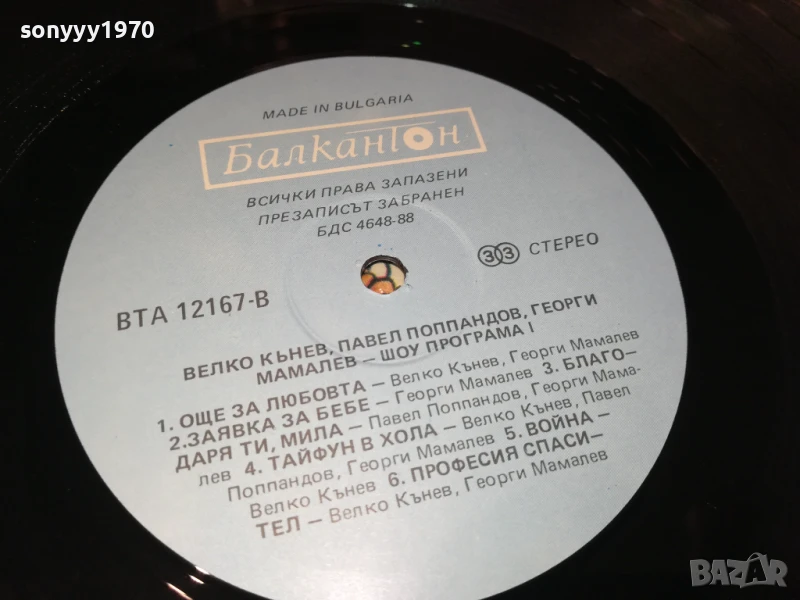 sonyyy1970
MADE IN BULGARIA
Балкантон
ВСИЧКИ ПРАВА ЗАПАЗЕНИ
ПРЕЗАПИСЪТ ЗАБРАНЕН
БДС 4648-88
33 СТЕРЕО
ВТА 12167-В
ВЕЛКО КЪНЕВ, ПАВЕЛ ПОППАНДОВ, ГЕОРГИ
МАМАЛЕВ – ШОУ ПРОГРАМА I
1. ОЩЕ ЗА ЛЮБОВТА – Велко Кънев, Георги Мамалев
2.ЗАЯВКА ЗА БЕБЕ – Георги Мамалев 3. БЛАГО-
ДАРЯ ТИ, МИЛА – Павел Поппандов, Георги Мама-
лев 4. ТАЙФУН В ХОЛА – Велко Кънев, Павел
Поппандов, Георги Мамалев 5. ВОЙНА –
Велко Кънев 6. ПРОФЕСИЯ СПАСИ-
ТЕЛ – Велко Кънев, Георги Мамалев
BAZAR